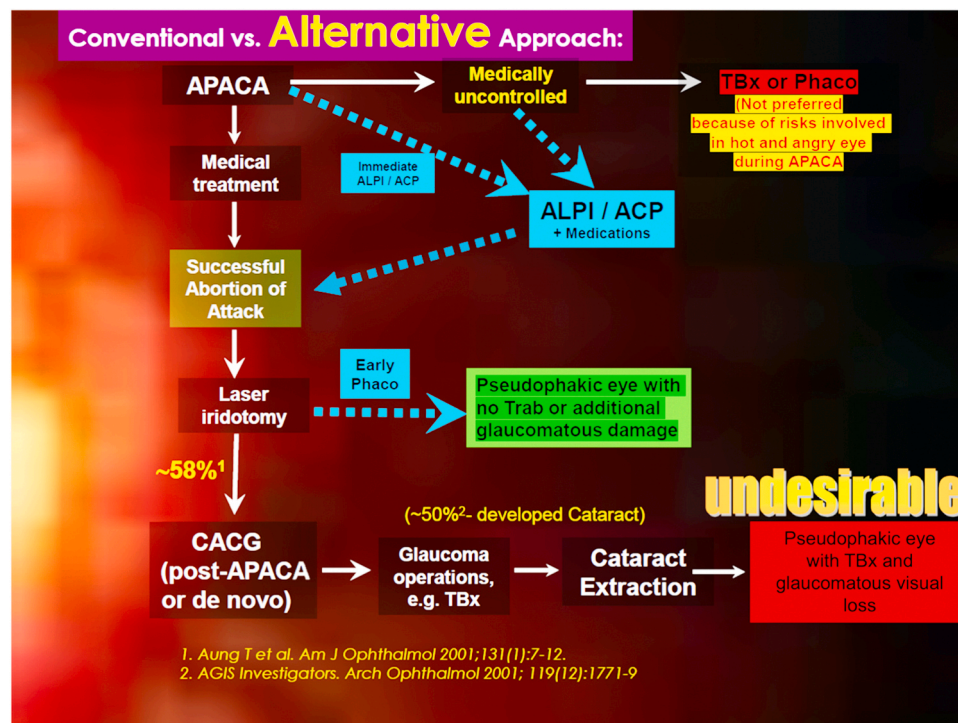 Conventional vs. Alternative Approach:
APACA
Medically
uncontrolled
TBx or Phaco
(Not preferred
because of risks involved
in hot and angry eye
during APACA
Medical
treatment
Immediate
ALPI / ACP
ALPI / ACP
+ Medications
Successful
Abortion of
Attack
Early
Phaco
Laser
iridotomy
Pseudophakic eye with
no Trab or additional
glaucomatous damage
~58%¹
undesirable
(~50%²- developed Cataract)
CACG
(post-APACA
or de novo)
Glaucoma
operations,
e.g. TBx
Cataract
Extraction
Pseudophakic eye
with TBx and
glaucomatous visual
loss
1. Aung T et al. Am J Ophthalmol 2001;131(1):7-12.
2. AGIS Investigators. Arch Ophthalmol 2001; 119(12):1771-9